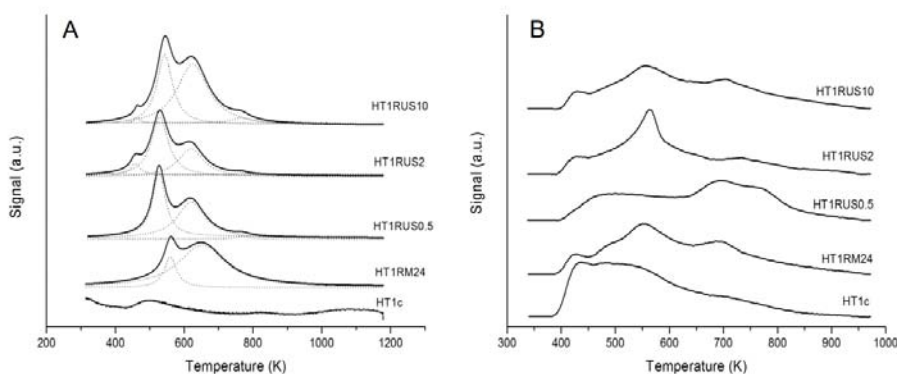 A
B
HT1RUS10
HT1RUS2
HT1RUS0.5
HT1RM24
HT1c
Signal (a.u.)
200 400 600 800 1000 1200
Temperature (K)
HT1RUS10
HT1RUS2
HT1RUS0.5
HT1RM24
HT1c
Signal (a.u.)
300 400 500 600 700 800 900 1000
Temperature (K)